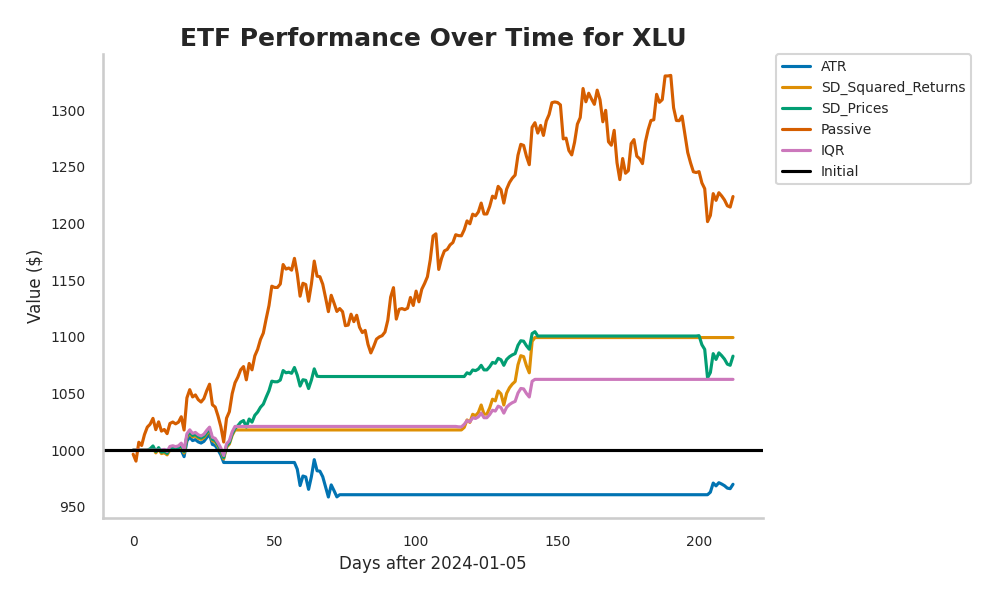 ETF Performance Over Time for XLU
ATR
SD_Squared_Returns
SD_Prices
Passive
IQR
Initial
Value ($)
1300
1250
1200
1150
1100
1050
1000
950
0 50 100 150 200
Days after 2024-01-05